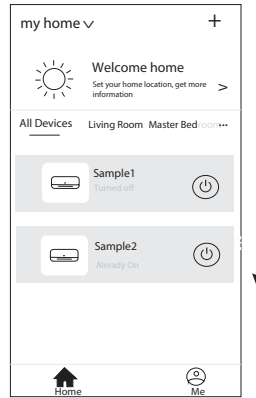 my home
Welcome home
Set your home location, get more
information
All Devices Living Room Master Bedroom
Sample1
Turned off
Sample2
Already On
Home Me